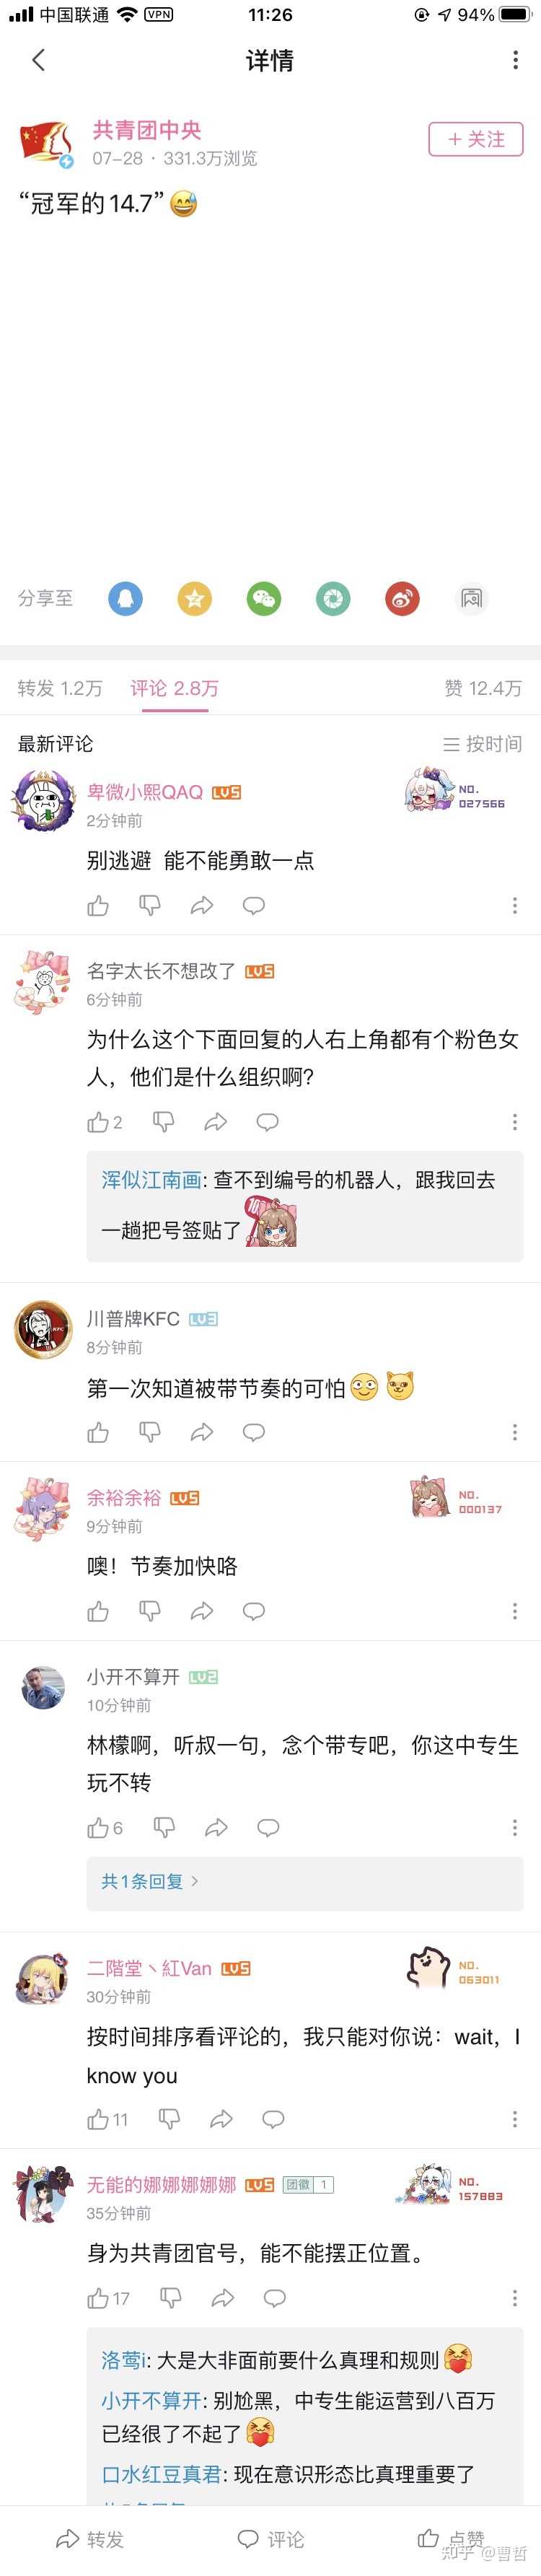 中国联通 VPN 11:26 94%
详情
共青团中央
07-28 · 331.3万浏览
+ 关注
“冠军的14.7”😅
分享至
转发 1.2万 评论 2.8万 赞 12.4万
最新评论 按时间
卑微小熙QAQ LV5 NO. 027566
2分钟前
别逃避 能不能勇敢一点
名字太长不想改了 LV5
6分钟前
为什么这个下面回复的人右上角都有个粉色女
人，他们是什么组织啊?
2
浑似江南画: 查不到编号的机器人，跟我回去
一趟把号签贴了
川普牌KFC LV3
8分钟前
第一次知道被带节奏的可怕
余裕余裕 LV5 NO. 000137
9分钟前
噢！节奏加快咯
小开不算开 LV2
10分钟前
林檬啊，听叔一句，念个带专吧，你这中专生
玩不转
6
共1条回复 >
二階堂丶紅Van LV5 NO. 063011
30分钟前
按时间排序看评论的，我只能对你说：wait，I
know you
11
无能的娜娜娜娜娜 LV5 团徽 1 NO. 157883
35分钟前
身为共青团官号，能不能摆正位置。
17
洛莺i: 大是大非面前要什么真理和规则
小开不算开: 别尬黑，中专生能运营到八百万
已经很了不起了
口水红豆真君: 现在意识形态比真理重要了
转发 评论 点赞
知乎 @曹哲